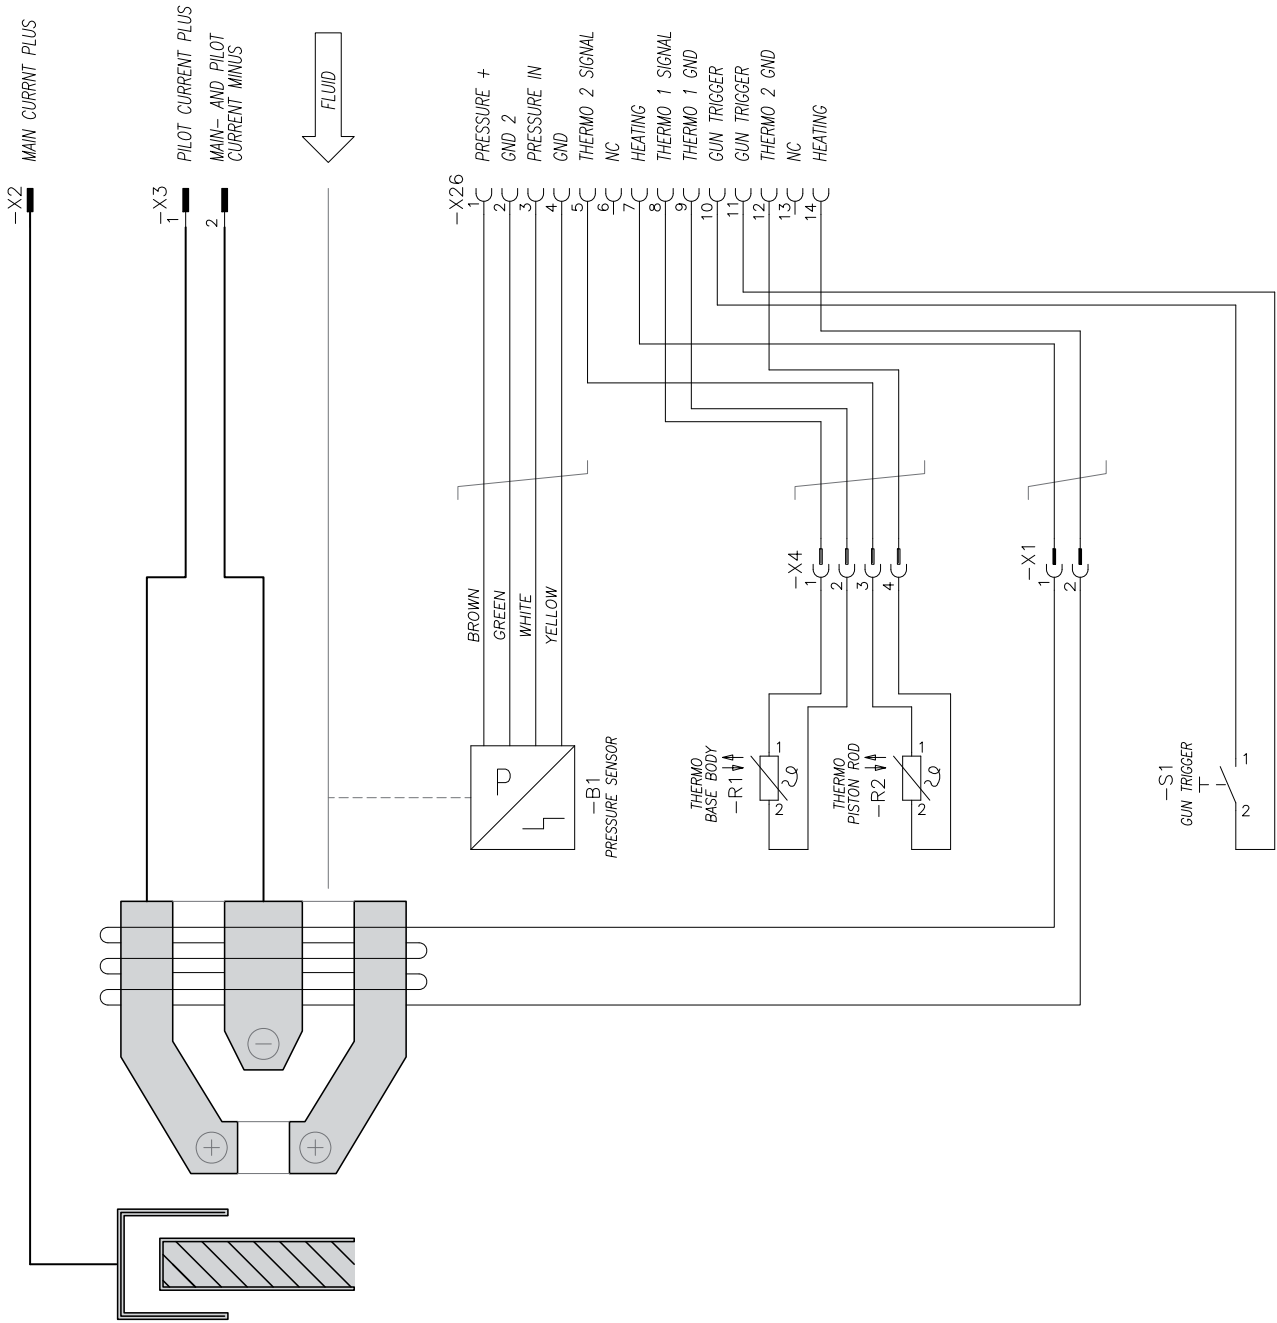 -X2
MAIN CURRNT PLUS
-X3
1
PILOT CURRENT PLUS
2
MAIN- AND PILOT
CURRENT MINUS
FLUID
-X26
1
PRESSURE +
2
GND 2
3
PRESSURE IN
4
GND
5
THERMO 2 SIGNAL
6
NC
7
HEATING
8
THERMO 1 SIGNAL
9
THERMO 1 GND
10
GUN TRIGGER
11
GUN TRIGGER
12
THERMO 2 GND
13
NC
14
HEATING
BROWN
GREEN
WHITE
YELLOW
-X4
1
2
3
4
-X1
1
2
P
-B1
PRESSURE SENSOR
THERMO
BASE BODY
-R1
1
2
THERMO
PISTON ROD
-R2
1
2
-S1
GUN TRIGGER
1
2
−
+
+